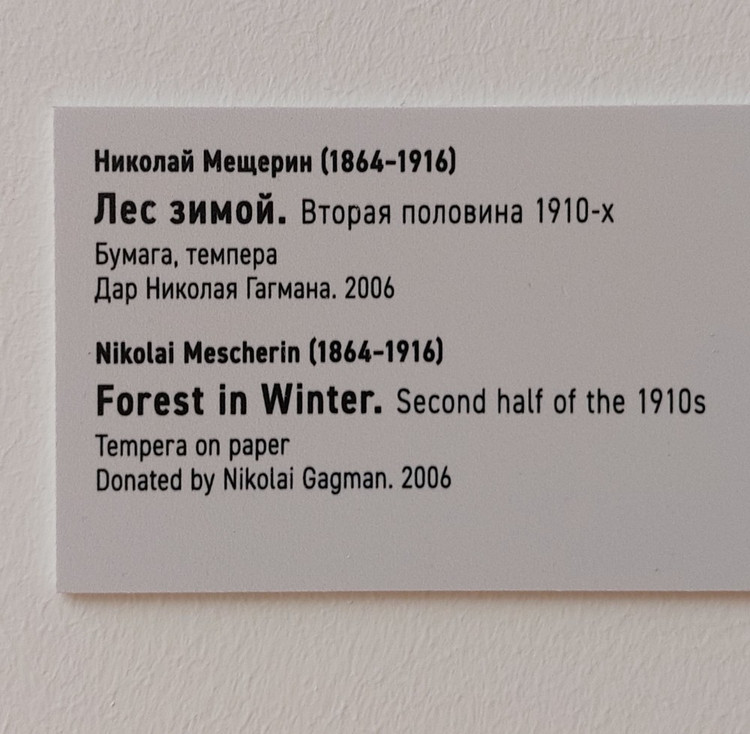 Николай Мещерин (1864-1916)
Лес зимой. Вторая половина 1910-х
Бумага, темпера
Дар Николая Гагмана. 2006
Nikolai Mescherin (1864-1916)
Forest in Winter. Second half of the 1910s
Tempera on paper
Donated by Nikolai Gagman. 2006